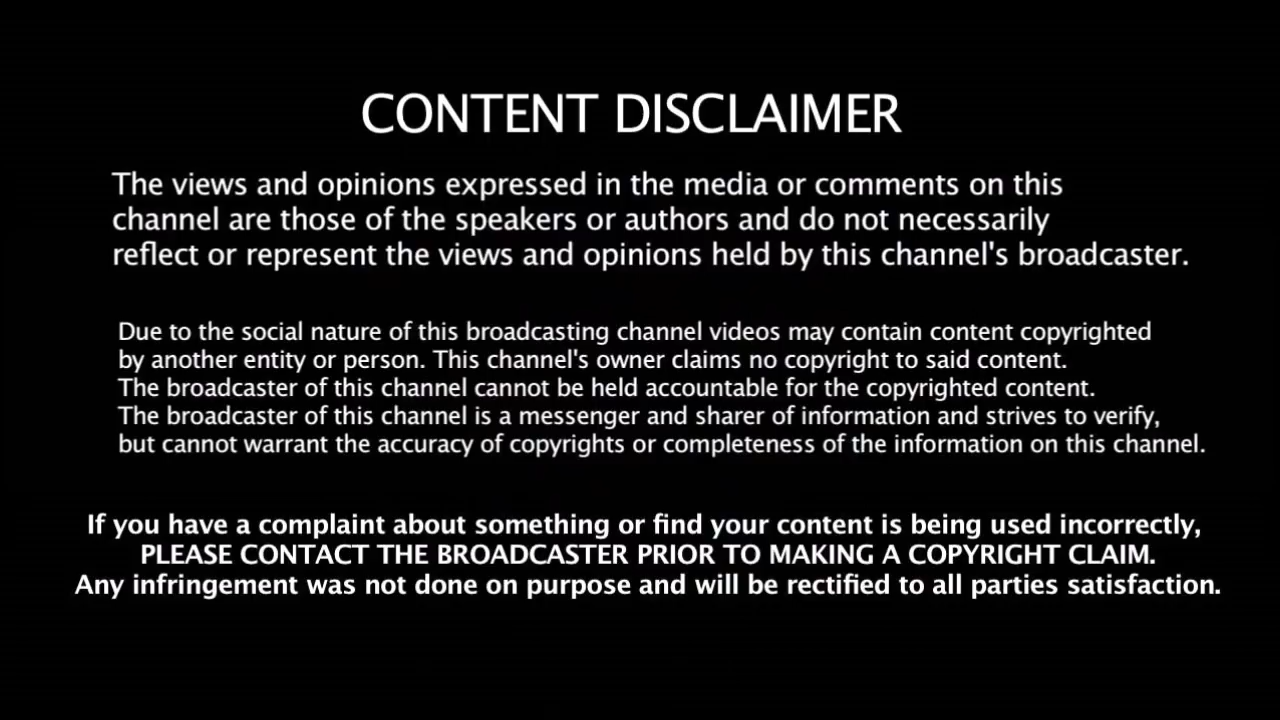 CONTENT DISCLAIMER
The views and opinions expressed in the media or comments on this
channel are those of the speakers or authors and do not necessarily
reflect or represent the views and opinions held by this channel's broadcaster.
Due to the social nature of this broadcasting channel videos may contain content copyrighted
by another entity or person. This channel's owner claims no copyright to said content.
The broadcaster of this channel cannot be held accountable for the copyrighted content.
The broadcaster of this channel is a messenger and sharer of information and strives to verify,
but cannot warrant the accuracy of copyrights or completeness of the information on this channel.
If you have a complaint about something or find your content is being used incorrectly,
PLEASE CONTACT THE BROADCASTER PRIOR TO MAKING A COPYRIGHT CLAIM.
Any infringement was not done on purpose and will be rectified to all parties satisfaction.